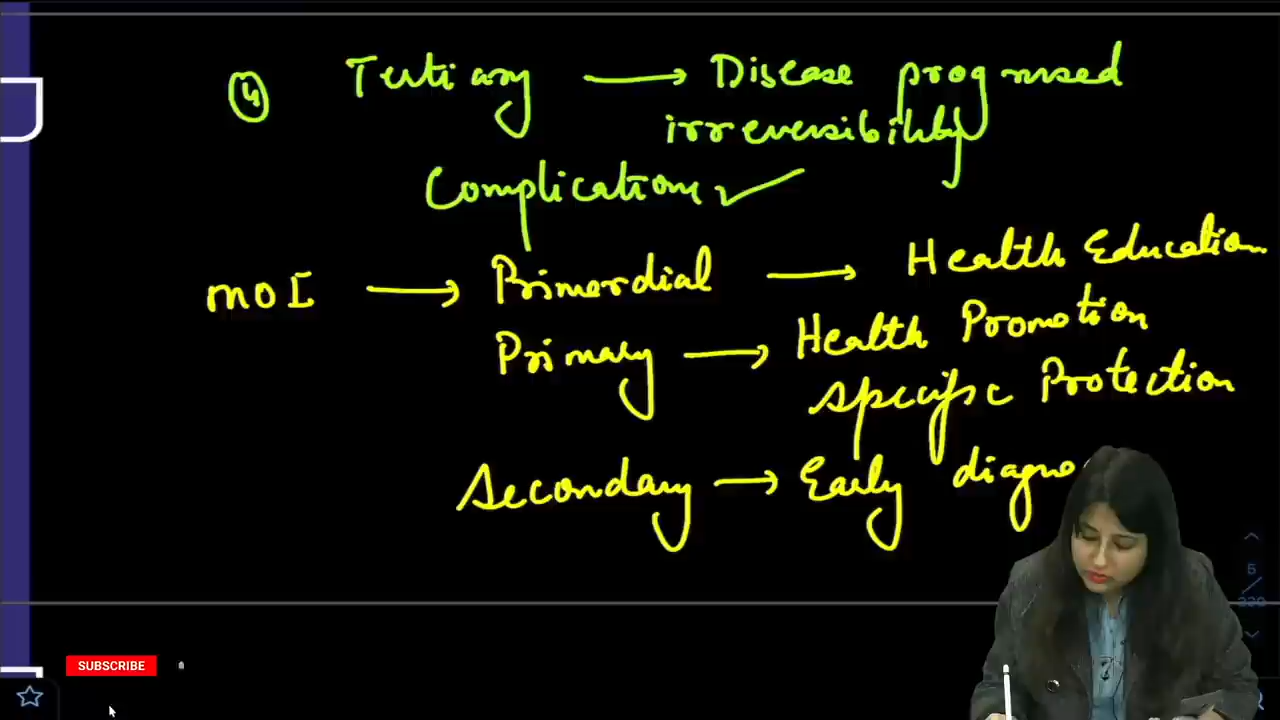 ④ Tertiary → Disease progressed
irreversibility
Complications ✓
MOI → Primordial → Health Education
Primary → Health Promotion
Specific Protection
Secondary → Early diagno
5
SUBSCRIBE